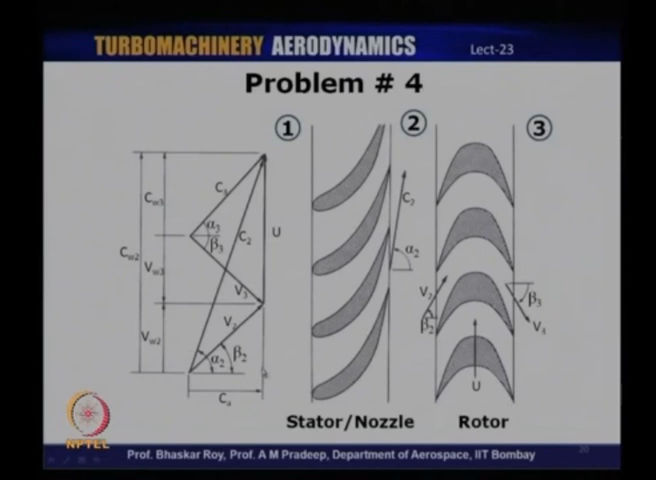 TURBOMACHINERY AERODYNAMICS
Lect-23
Problem # 4
1
2
3
Cw3
Cw2
Vw3
Vw2
C3
α3
β3
C2
U
V3
V2
α2
β2
Ca
C2
α2
V2
β2
β3
V3
U
Stator/Nozzle
Rotor
NPTEL
Prof. Bhaskar Roy, Prof. A M Pradeep, Department of Aerospace, IIT Bombay
20